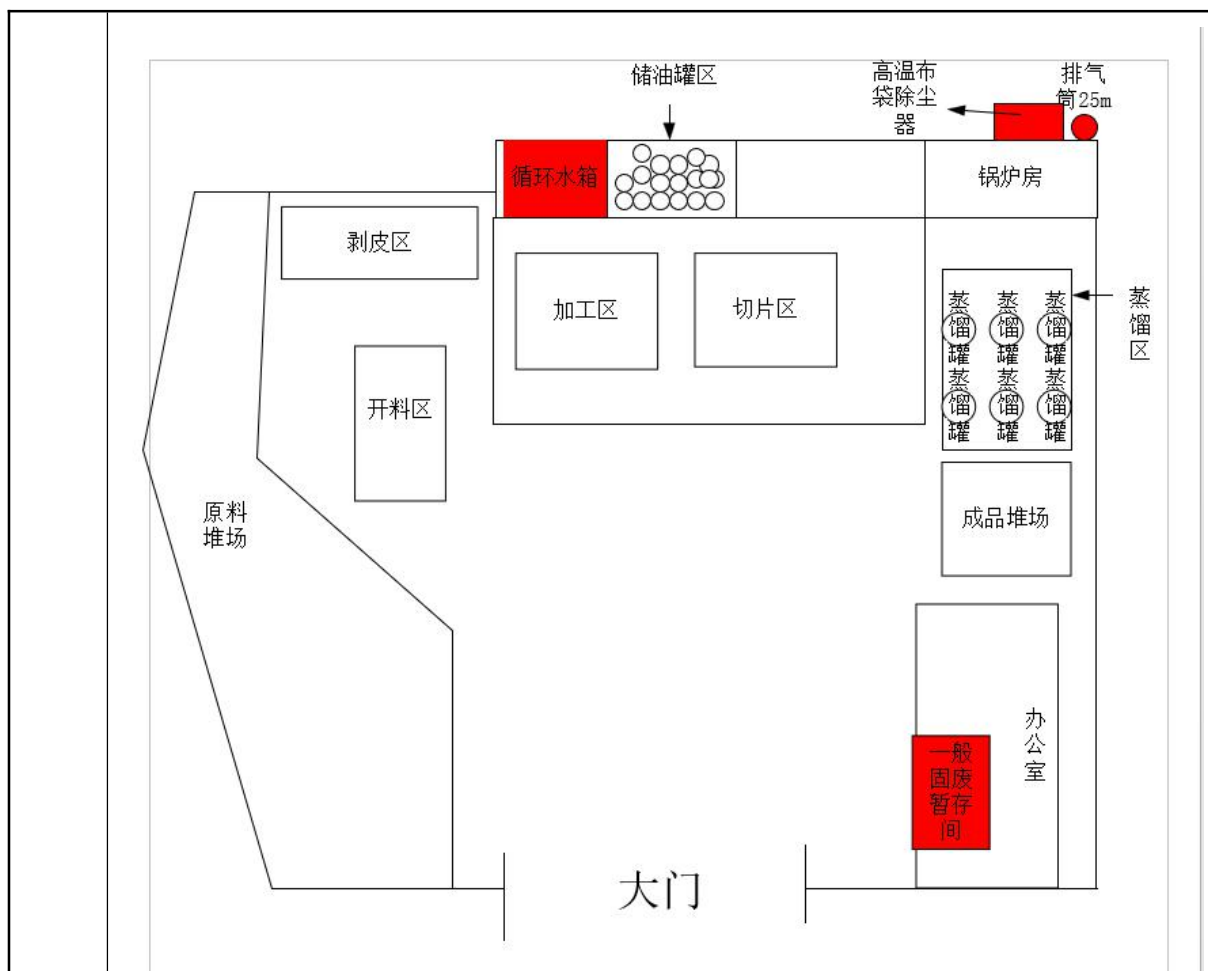 储油罐区
高温布
袋除尘
器
排气
筒25m
循环水箱
锅炉房
剥皮区
加工区
切片区
蒸
馏
罐
蒸
馏
罐
蒸
馏
罐
蒸
馏
区
蒸
馏
罐
蒸
馏
罐
蒸
馏
罐
开料区
原料
堆场
成品堆场
办
公
室
一般
固废
暂存
间
大门